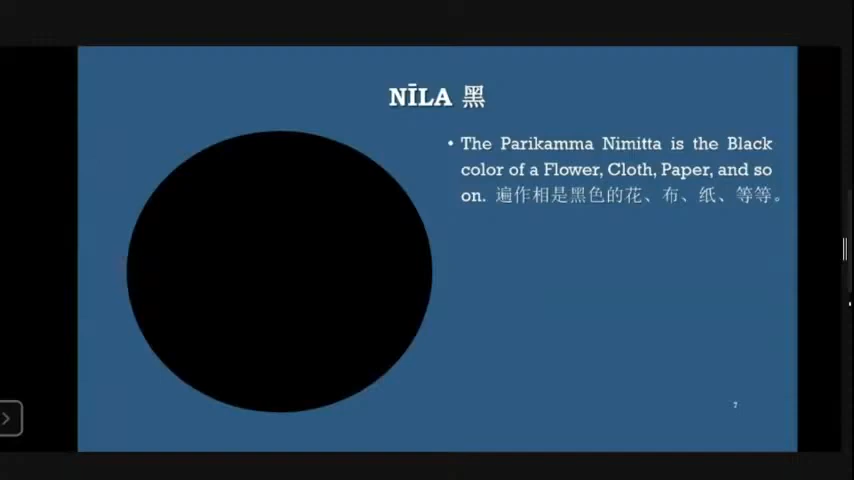 NĪLA 黑
• The Parikamma Nimitta is the Black
color of a Flower, Cloth, Paper, and so
on. 遍作相是黑色的花、布、纸、等等。
7